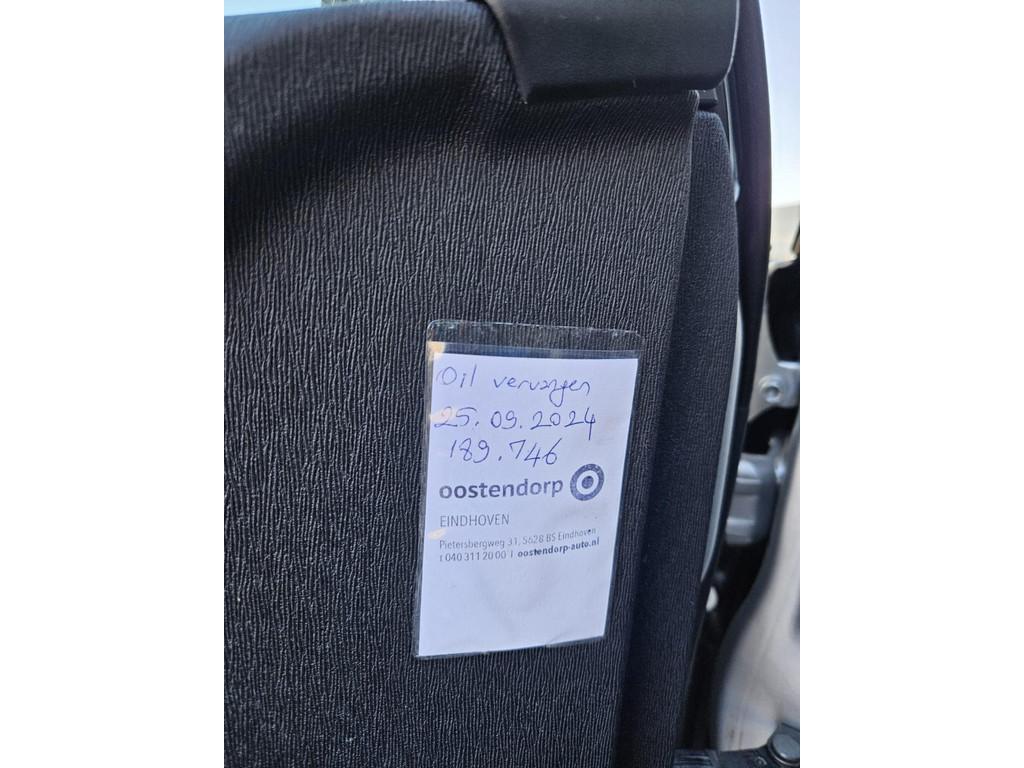 Oil vervangen
25.09.2024
189.746
oostendorp
EINDHOVEN
Pietersbergweg 31, 5628 BS Eindhoven
t 040 311 20 00 | oostendorp-auto.nl